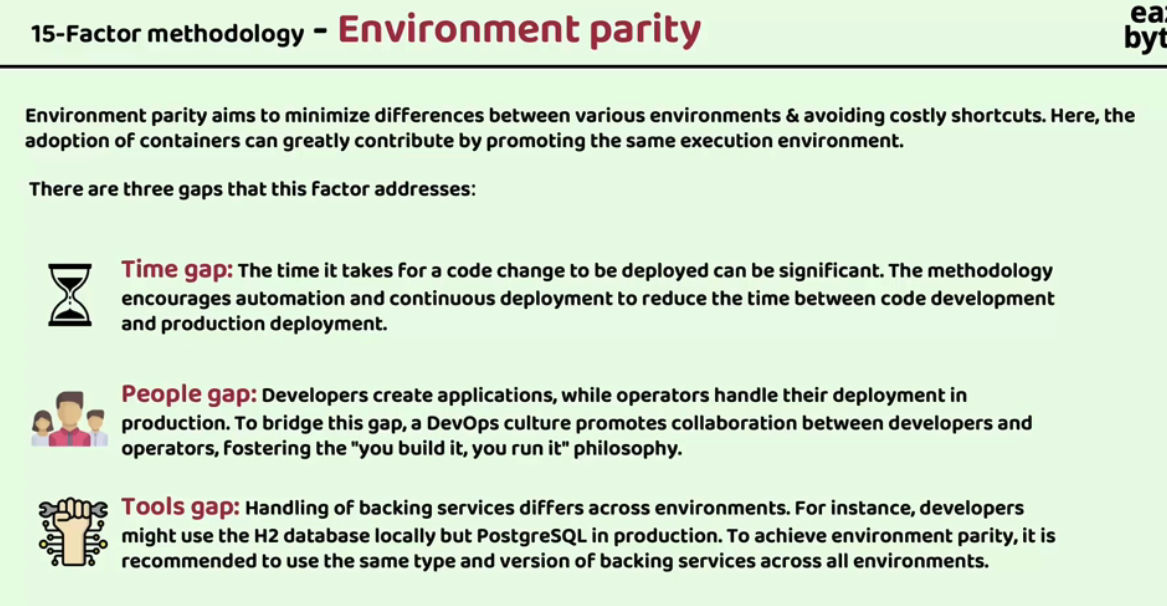 15-Factor methodology - Environment parity
Environment parity aims to minimize differences between various environments & avoiding costly shortcuts. Here, the
adoption of containers can greatly contribute by promoting the same execution environment.
There are three gaps that this factor addresses:
Time gap: The time it takes for a code change to be deployed can be significant. The methodology
encourages automation and continuous deployment to reduce the time between code development
and production deployment.
People gap: Developers create applications, while operators handle their deployment in
production. To bridge this gap, a DevOps culture promotes collaboration between developers and
operators, fostering the "you build it, you run it" philosophy.
Tools gap: Handling of backing services differs across environments. For instance, developers
might use the H2 database locally but PostgreSQL in production. To achieve environment parity, it is
recommended to use the same type and version of backing services across all environments.